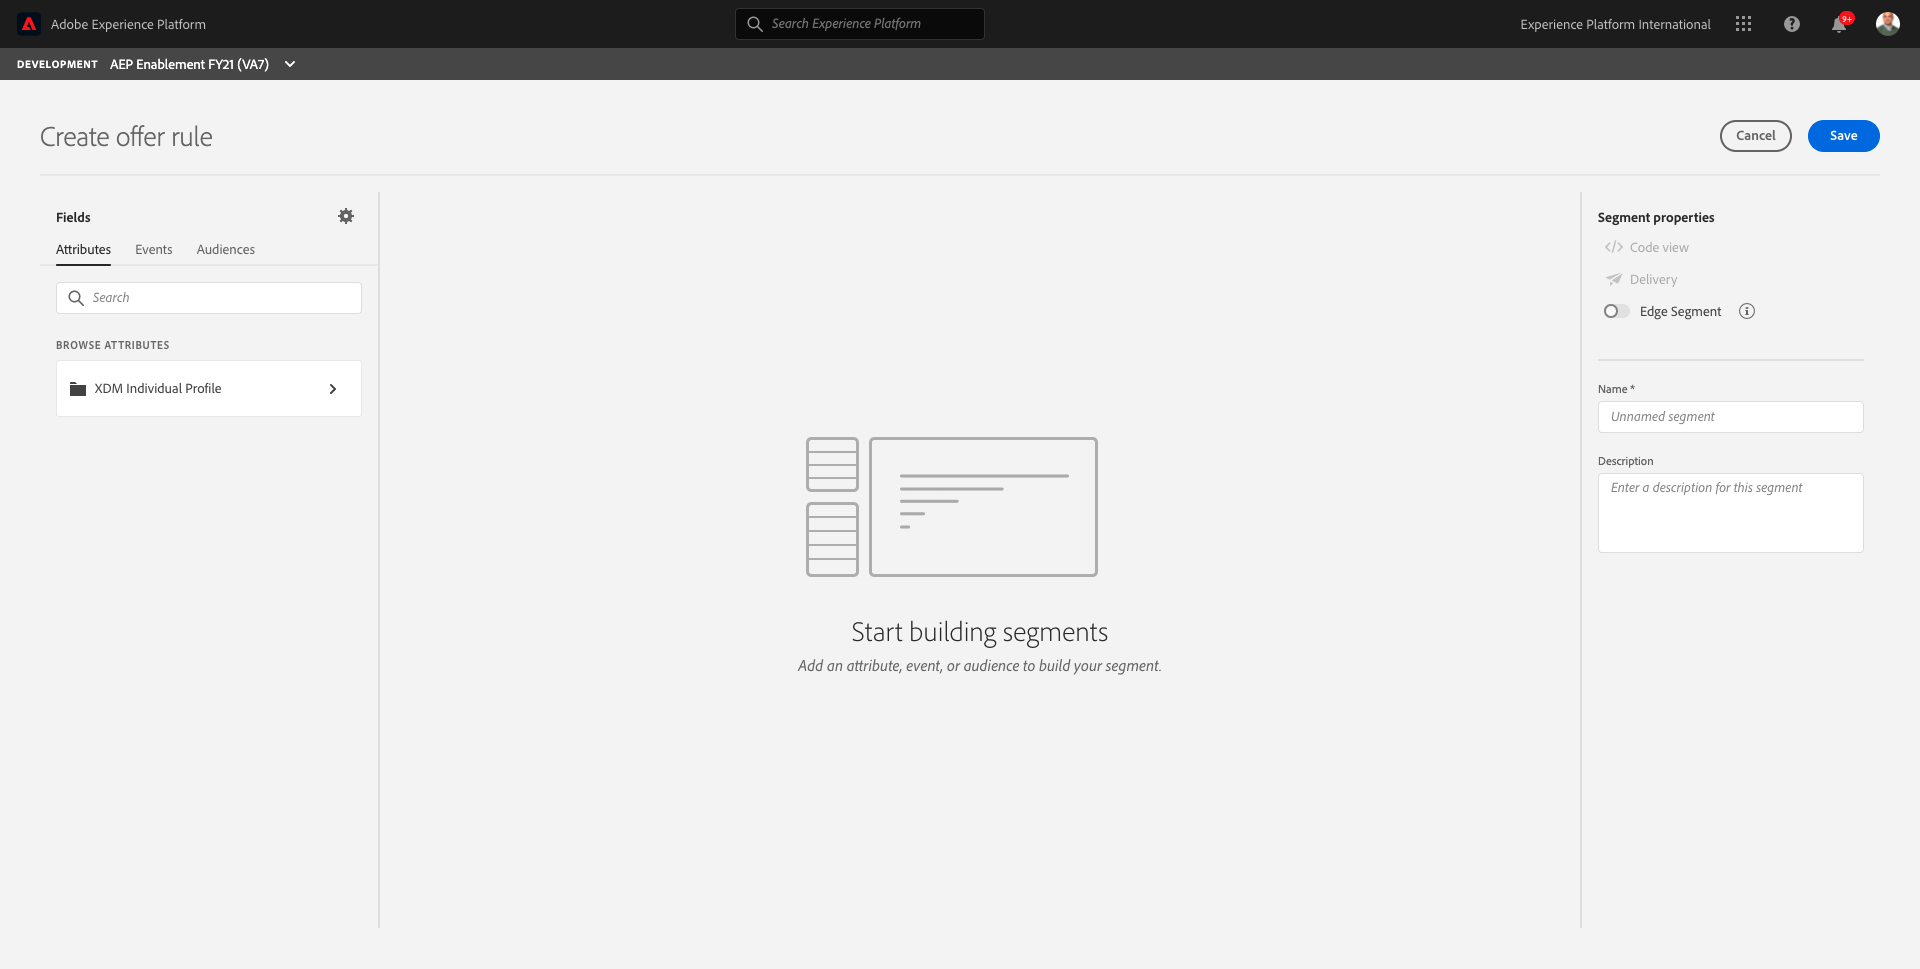 Adobe Experience Platform
Search Experience Platform
Experience Platform International
9+
DEVELOPMENT AEP Enablement FY21 (VA7)
Create offer rule
Cancel
Save
Fields
Attributes Events Audiences
Search
BROWSE ATTRIBUTES
XDM Individual Profile
Start building segments
Add an attribute, event, or audience to build your segment.
Segment properties
</> Code view
Delivery
Edge Segment
Name *
Unnamed segment
Description
Enter a description for this segment